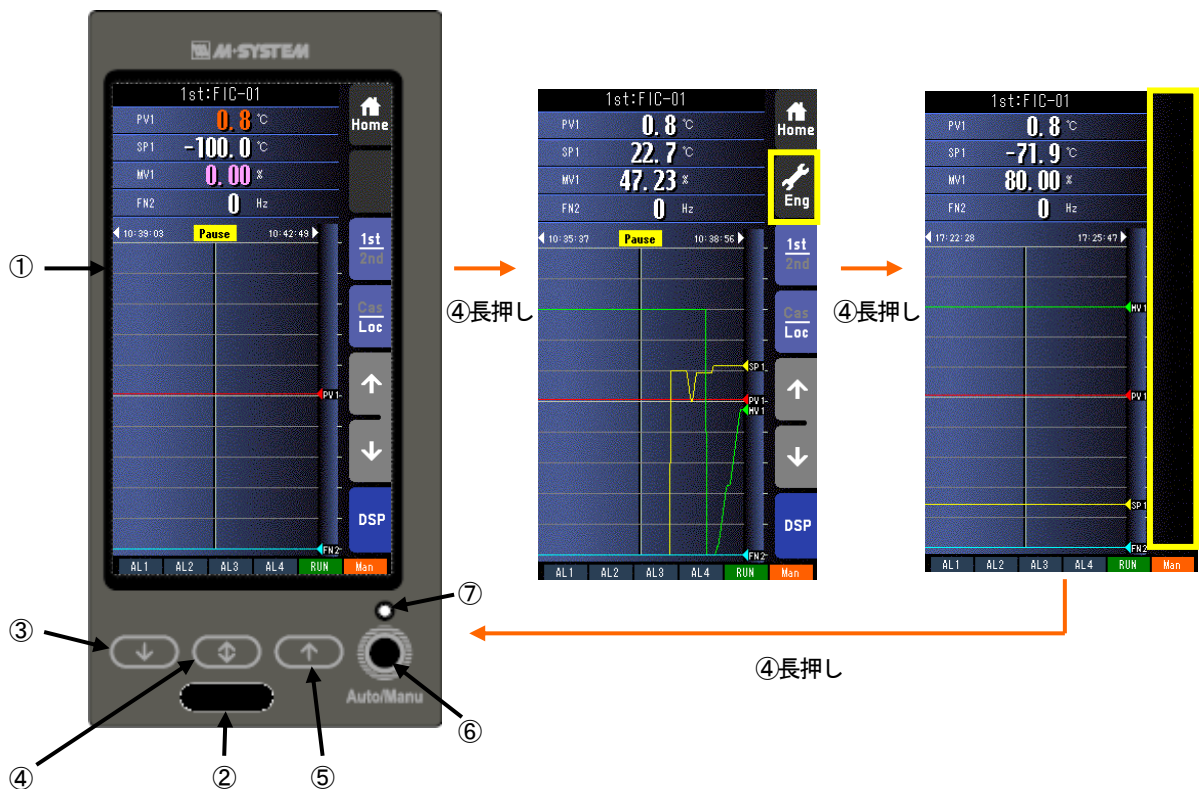 M-SYSTEM
1st:FIC-01
PV1 0.8 ℃
SP1 -100.0 ℃
MV1 0.00 %
FN2 0 Hz
10:39:03 Pause 10:42:49
PV1
FN2
AL1 AL2 AL3 AL4 RUN Man
Home
1st
2nd
Cas
Loc
↑
↓
DSP
①
②
③
④
⑤
⑥
⑦
↓
↕
↑
Auto/Manu
④長押し
1st:FIC-01
PV1 0.8 ℃
SP1 22.7 ℃
MV1 47.23 %
FN2 0 Hz
10:35:37 Pause 10:38:56
SP1
PV1
MV1
FN2
AL1 AL2 AL3 AL4 RUN Man
Home
Eng
1st
2nd
Cas
Loc
↑
↓
DSP
④長押し
1st:FIC-01
PV1 0.8 ℃
SP1 -71.9 ℃
MV1 80.00 %
FN2 0 Hz
17:22:28 17:25:47
MV1
PV1
SP1
FN2
AL1 AL2 AL3 AL4 RUN Man
④長押し